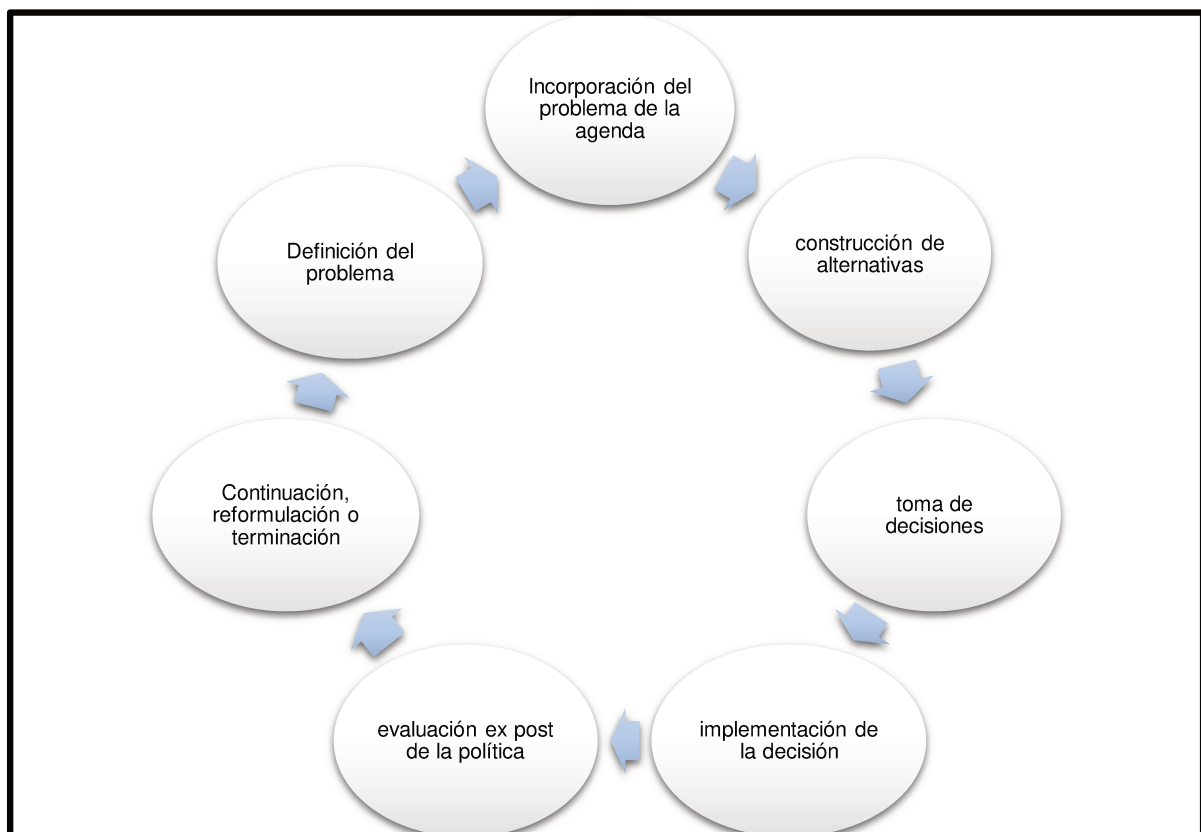 Incorporación del
problema de la
agenda
construcción de
alternativas
toma de
decisiones
implementación de
la decisión
evaluación ex post
de la política
Continuación,
reformulación o
terminación
Definición del
problema